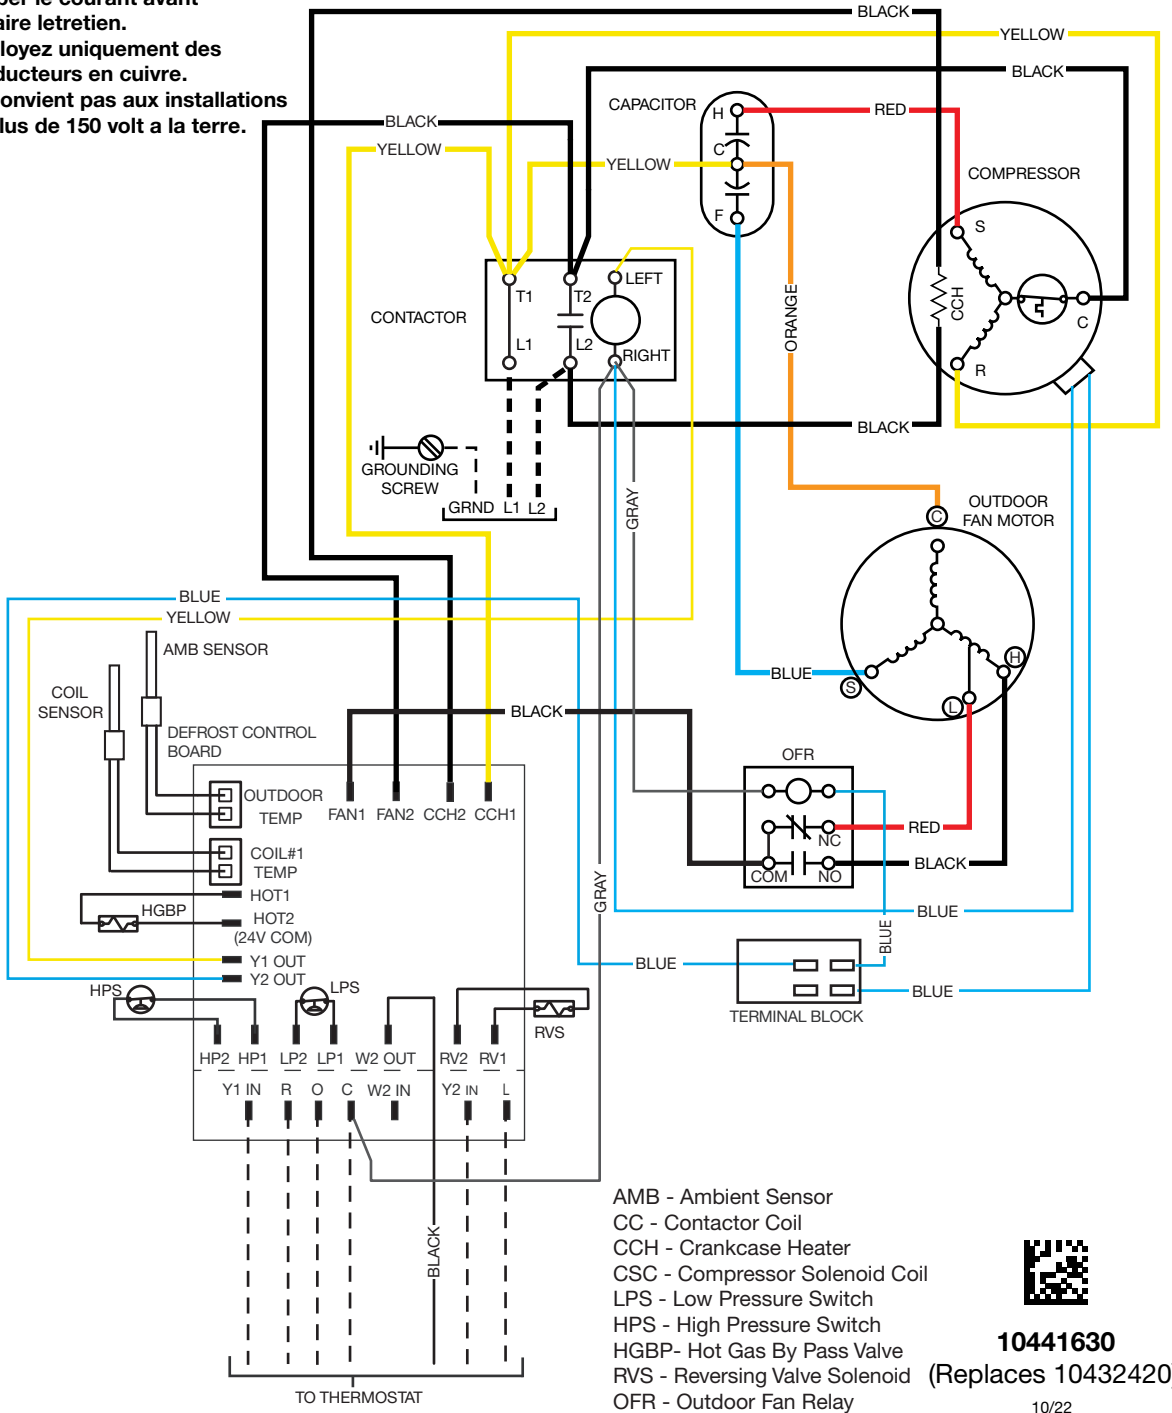 aire letretien.
loyez uniquement des
ducteurs en cuivre.
onvient pas aux installations
lus de 150 volt a la terre.
BLACK
YELLOW
BLACK
CAPACITOR
H
RED
BLACK
C
YELLOW
YELLOW
COMPRESSOR
F
S
LEFT
T1
T2
CCH
CONTACTOR
ORANGE
C
L1
L2
RIGHT
R
BLACK
GROUNDING
SCREW
GRAY
OUTDOOR
FAN MOTOR
GRND L1 L2
C
BLUE
YELLOW
AMB SENSOR
H
COIL
SENSOR
BLUE
S
L
BLACK
DEFROST CONTROL
BOARD
OFR
OUTDOOR
TEMP
FAN1 FAN2 CCH2 CCH1
RED
NC
COIL#1
TEMP
BLACK
COM
NO
HOT1
GRAY
HGBP
HOT2
(24V COM)
BLUE
BLUE
Y1 OUT
BLUE
Y2 OUT
HPS
LPS
BLUE
TERMINAL BLOCK
RVS
HP2 HP1 LP2 LP1 W2 OUT RV2 RV1
Y1 IN R O C W2 IN Y2 IN L
BLACK
TO THERMOSTAT
AMB - Ambient Sensor
CC - Contactor Coil
CCH - Crankcase Heater
CSC - Compressor Solenoid Coil
LPS - Low Pressure Switch
HPS - High Pressure Switch
HGBP- Hot Gas By Pass Valve
RVS - Reversing Valve Solenoid
OFR - Outdoor Fan Relay
10441630
(Replaces 10432420)
10/22